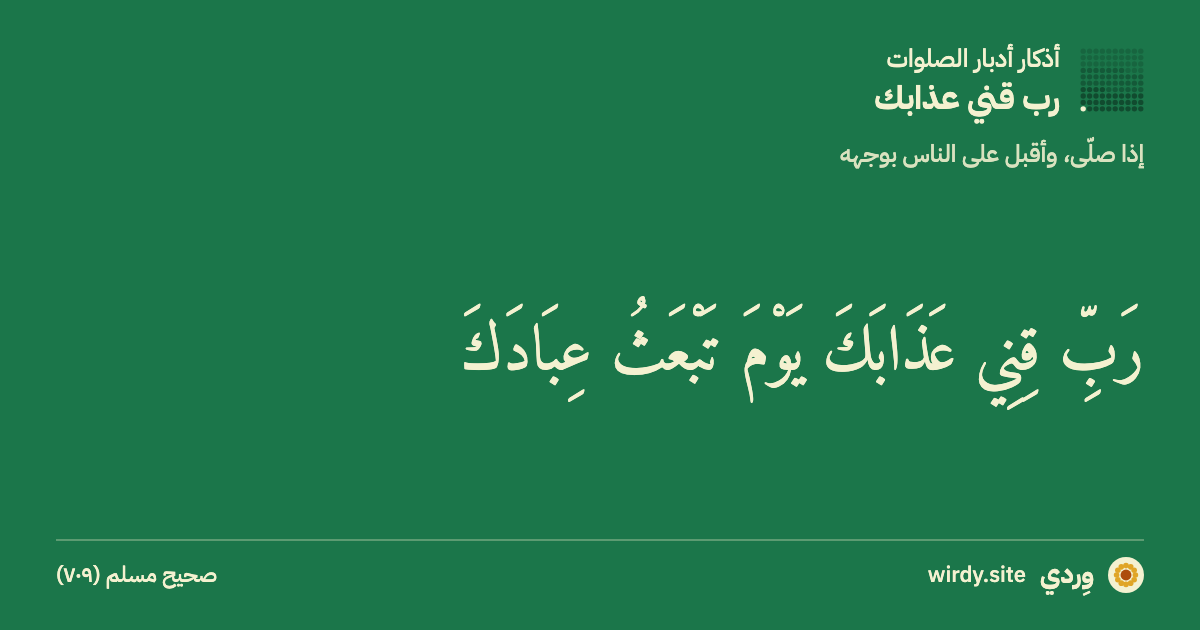 أذكار أدبار الصلوات
رب قني عذابك
إذا صلّى، وأقبل على الناس بوجهه
رَبِّ قِنِي عَذَابَكَ يَوْمَ تَبْعَثُ عِبَادَكَ
وِردي wirdy.site
صحيح مسلم (٧٠٩)